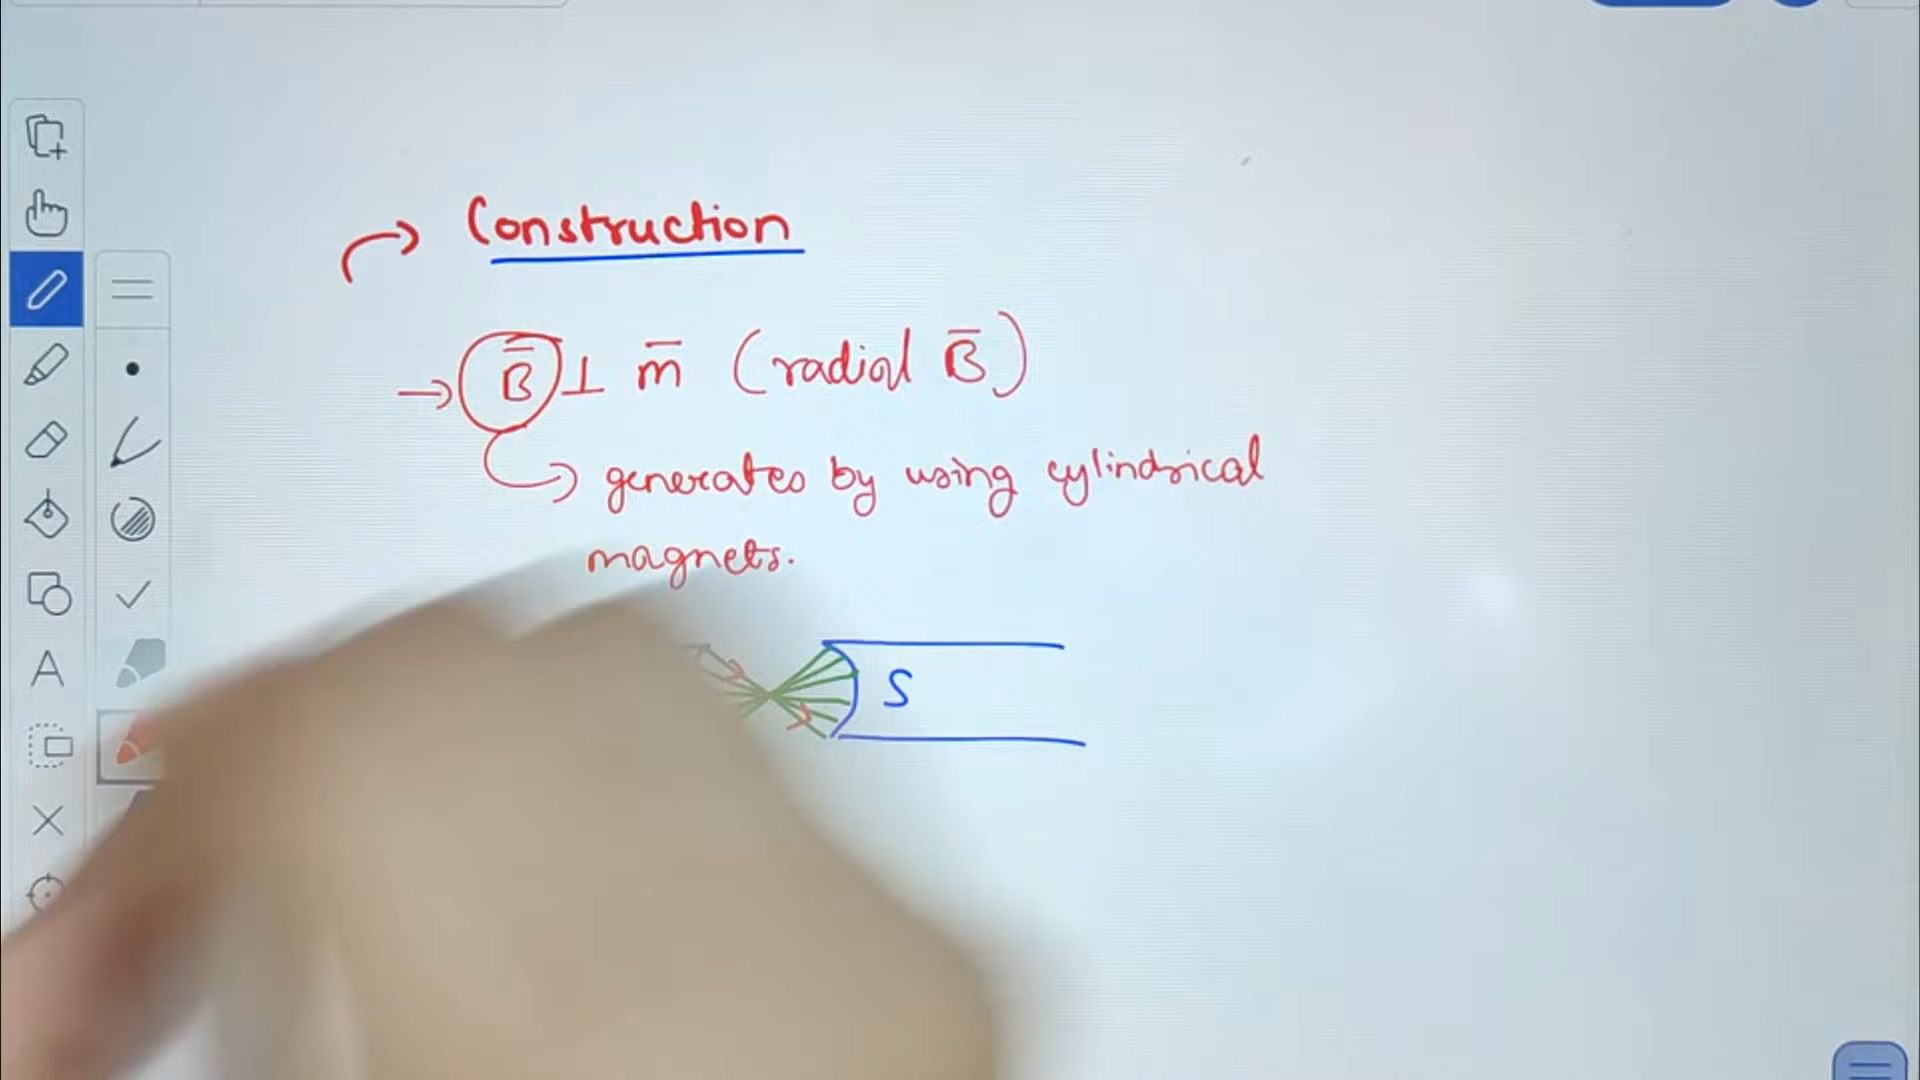 Construction
→ B̅ ⊥ m̅ (radial B̅)
generates by using cylindrical
magnets.
S